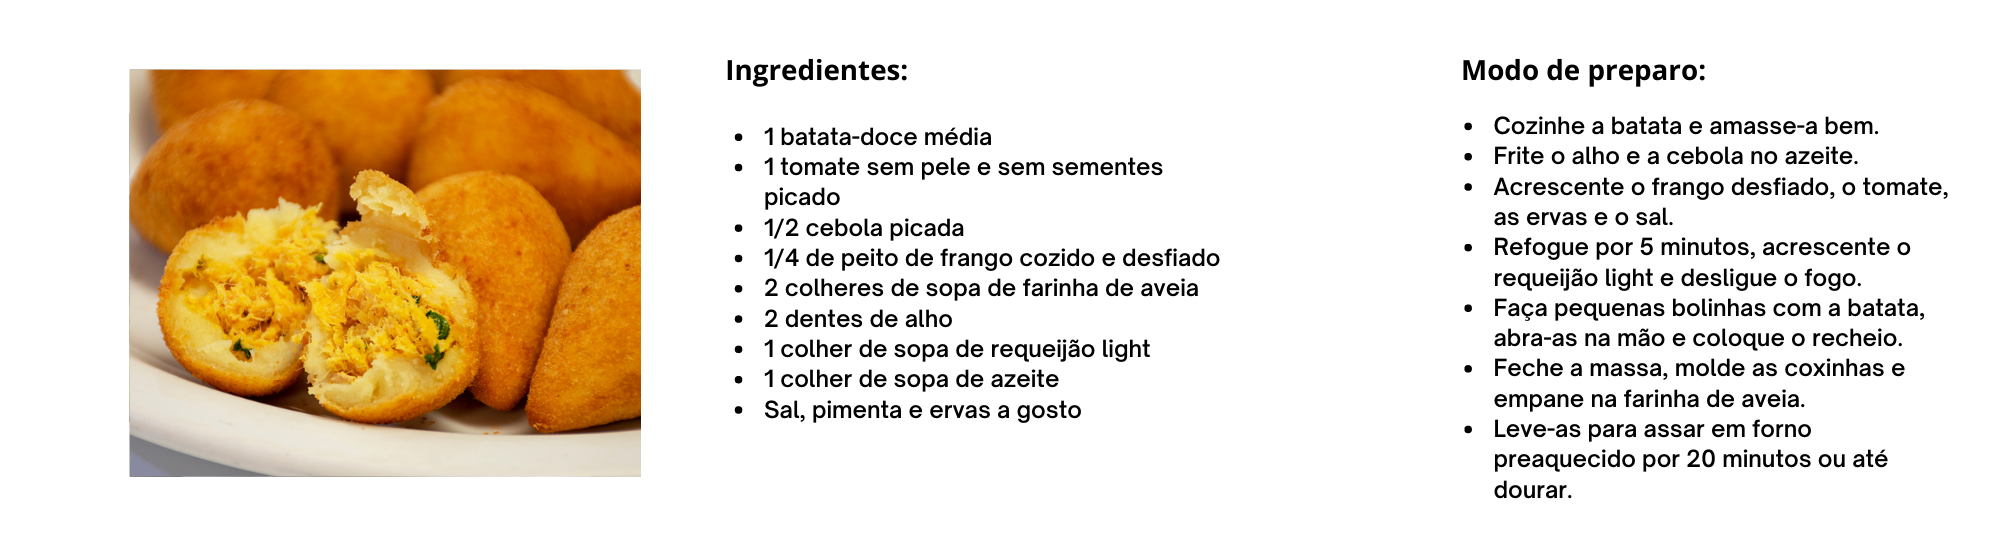 Ingredientes:
1 batata-doce média
1 tomate sem pele e sem sementes
picado
1/2 cebola picada
1/4 de peito de frango cozido e desfiado
2 colheres de sopa de farinha de aveia
2 dentes de alho
1 colher de sopa de requeijão light
1 colher de sopa de azeite
Sal, pimenta e ervas a gosto
Modo de preparo:
Cozinhe a batata e amasse-a bem.
Frite o alho e a cebola no azeite.
Acrescente o frango desfiado, o tomate,
as ervas e o sal.
Refogue por 5 minutos, acrescente o
requeijão light e desligue o fogo.
Faça pequenas bolinhas com a batata,
abra-as na mão e coloque o recheio.
Feche a massa, molde as coxinhas e
empane na farinha de aveia.
Leve-as para assar em forno
preaquecido por 20 minutos ou até
dourar.